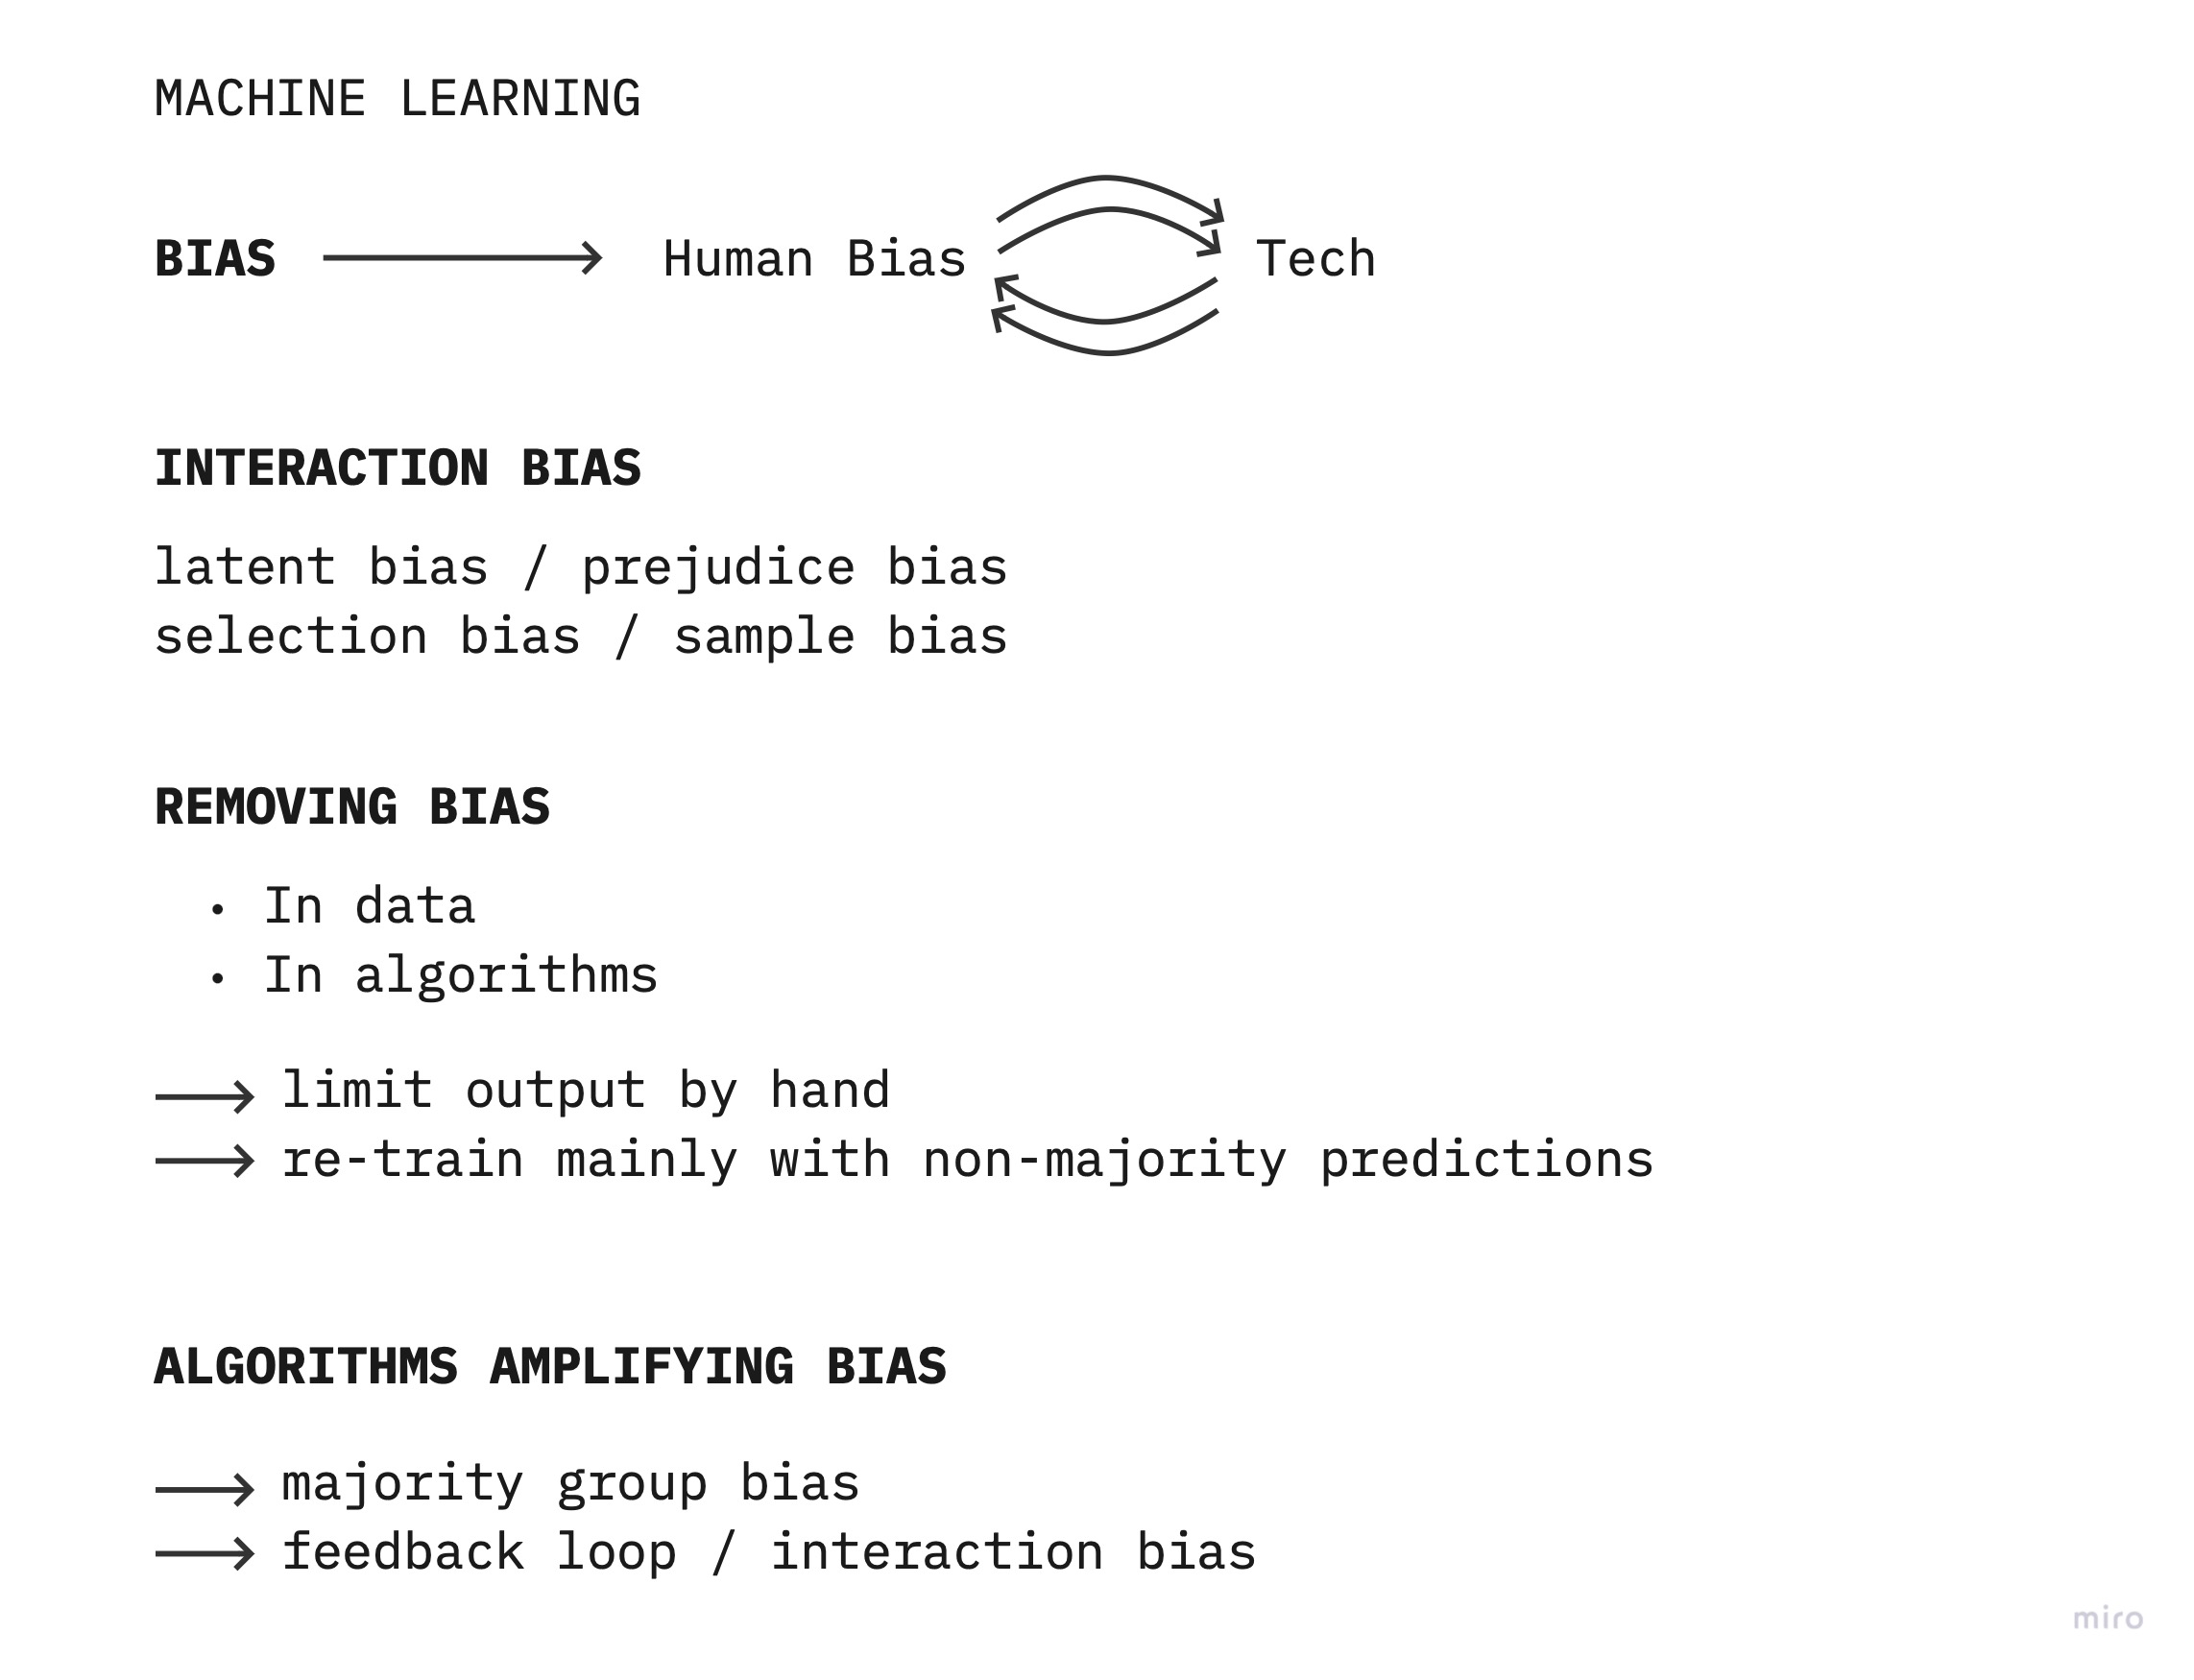 MACHINE LEARNING
BIAS Human Bias Tech
INTERACTION BIAS
latent bias / prejudice bias
selection bias / sample bias
REMOVING BIAS
• In data
• In algorithms
limit output by hand
re-train mainly with non-majority predictions
ALGORITHMS AMPLIFYING BIAS
majority group bias
feedback loop / interaction bias
miro